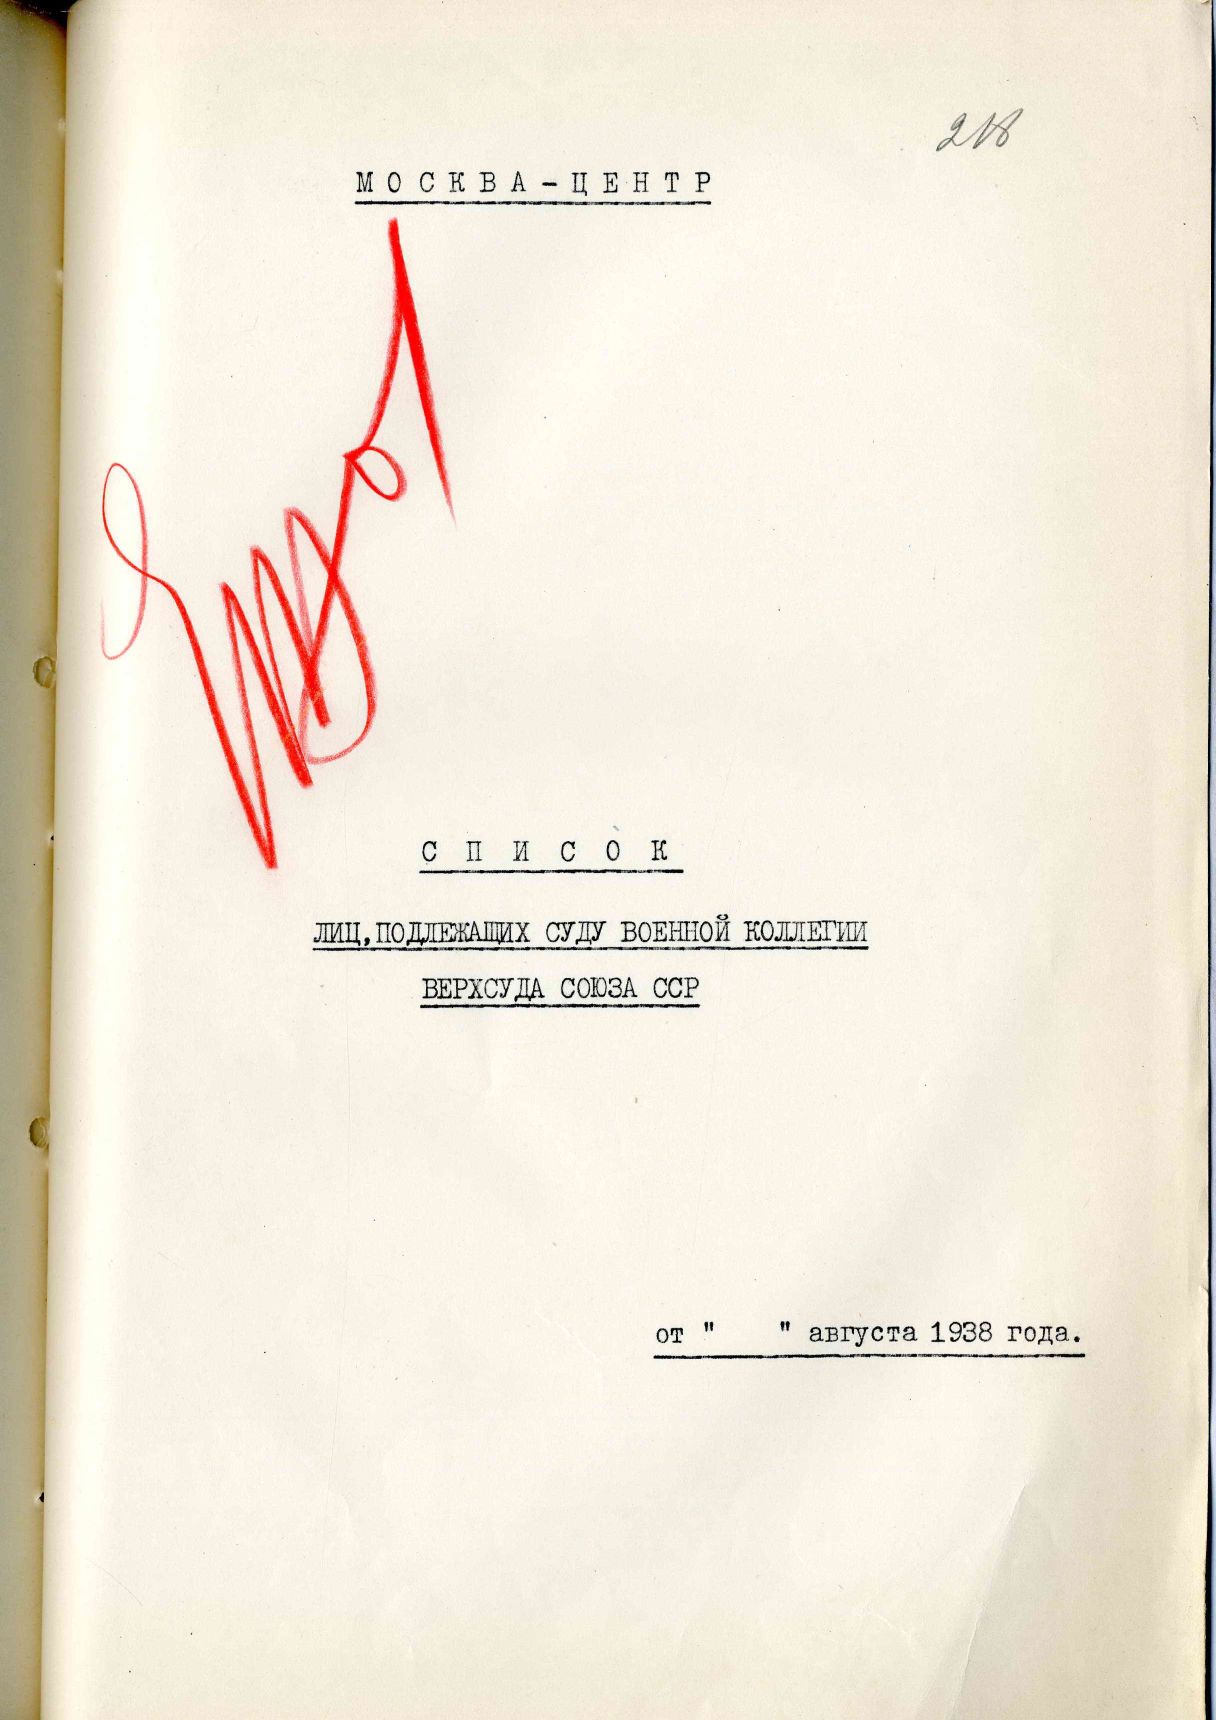 218
МОСКВА-ЦЕНТР
СПИСОК
ЛИЦ, ПОДЛЕЖАЩИХ СУДУ ВОЕННОЙ КОЛЛЕГИИ
ВЕРХСУДА СОЮЗА ССР
от " " августа 1938 года.